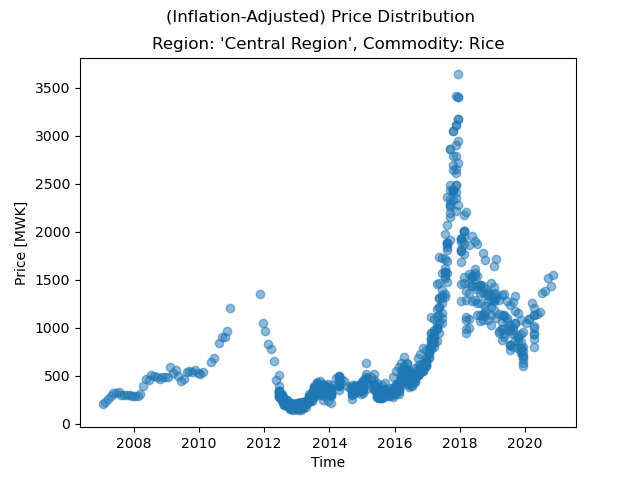 (Inflation-Adjusted) Price Distribution
Region: 'Central Region', Commodity: Rice
Price [MWK]
3500
3000
2500
2000
1500
1000
500
0
2008 2010 2012 2014 2016 2018 2020
Time